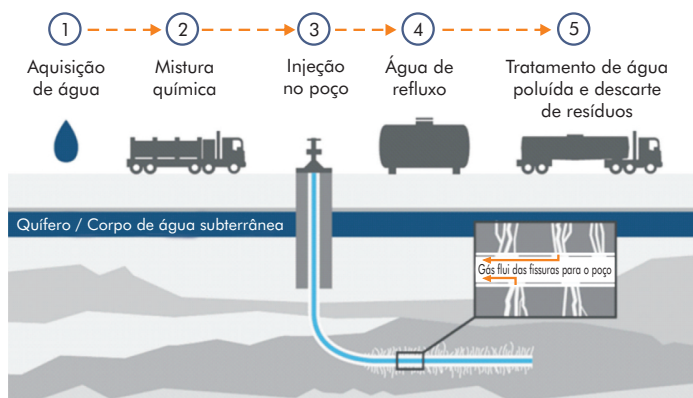 1
2
3
4
5
Aquisição
de água
Mistura
química
Injeção
no poço
Água de
refluxo
Tratamento de água
poluída e descarte
de resíduos
Quífero / Corpo de água subterrânea
Gás flui das fissuras para o poço